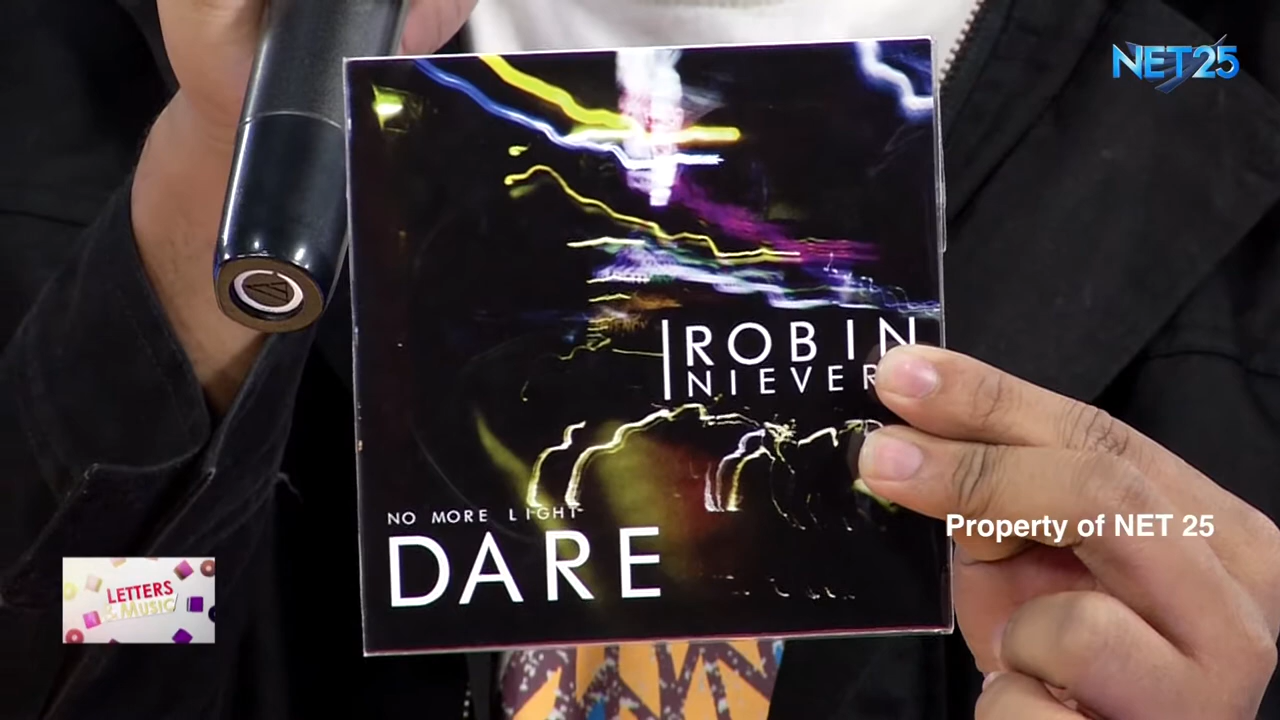 NET25
ROBIN
NIEVER
NO MORE LIGHT
DARE
Property of NET 25
LETTERS
& MUSIC